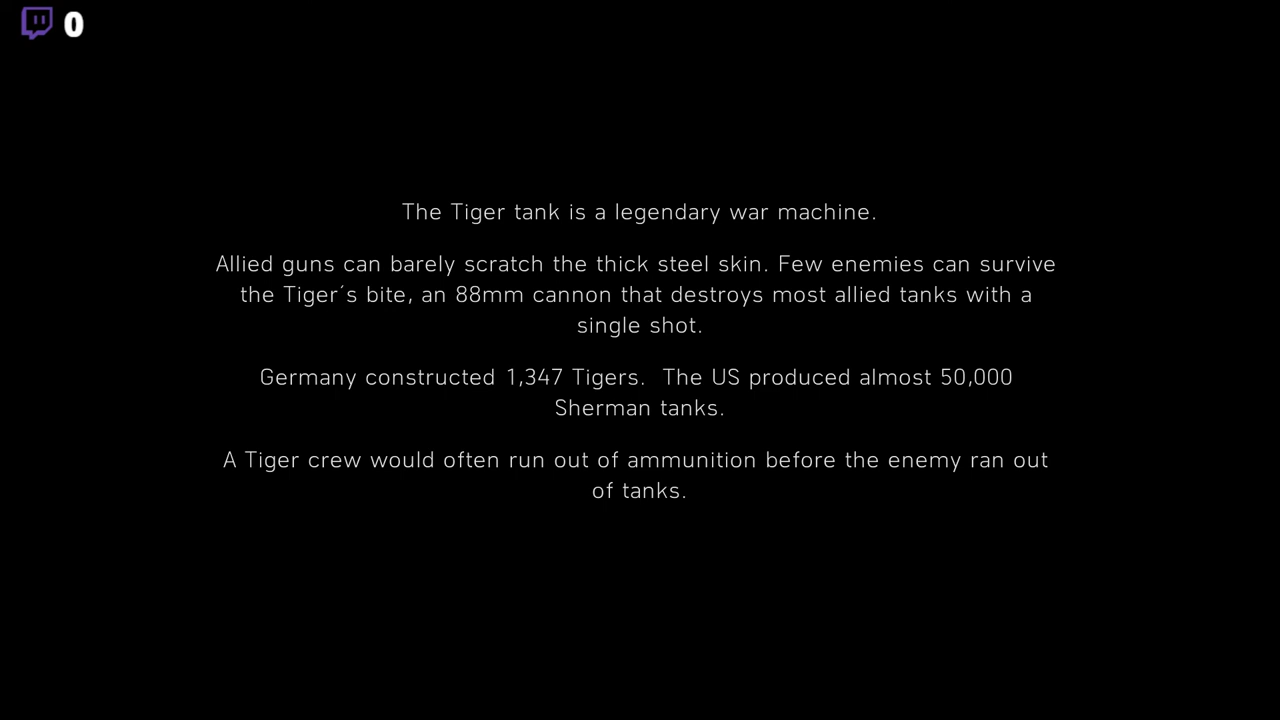 0
The Tiger tank is a legendary war machine.
Allied guns can barely scratch the thick steel skin. Few enemies can survive
the Tiger´s bite, an 88mm cannon that destroys most allied tanks with a
single shot.
Germany constructed 1,347 Tigers.  The US produced almost 50,000
Sherman tanks.
A Tiger crew would often run out of ammunition before the enemy ran out
of tanks.